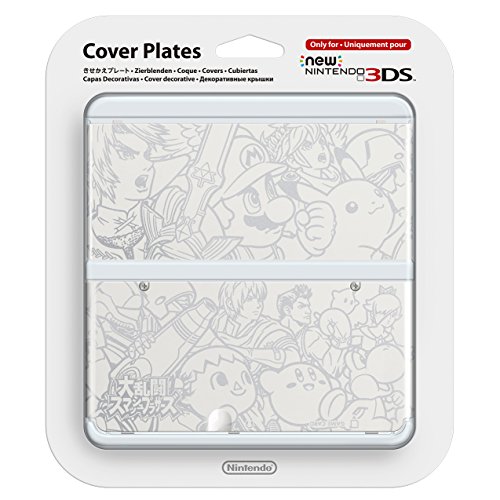 Cover Plates
きせかえプレート • Zierblenden • Coque • Covers • Cubiertas
Capas Decorativas • Cover decorative • Декоративные крышки
Only for • Uniquement pour
new
NINTENDO 3DS
大乱闘
スマッシュブラザーズ
Nintendo